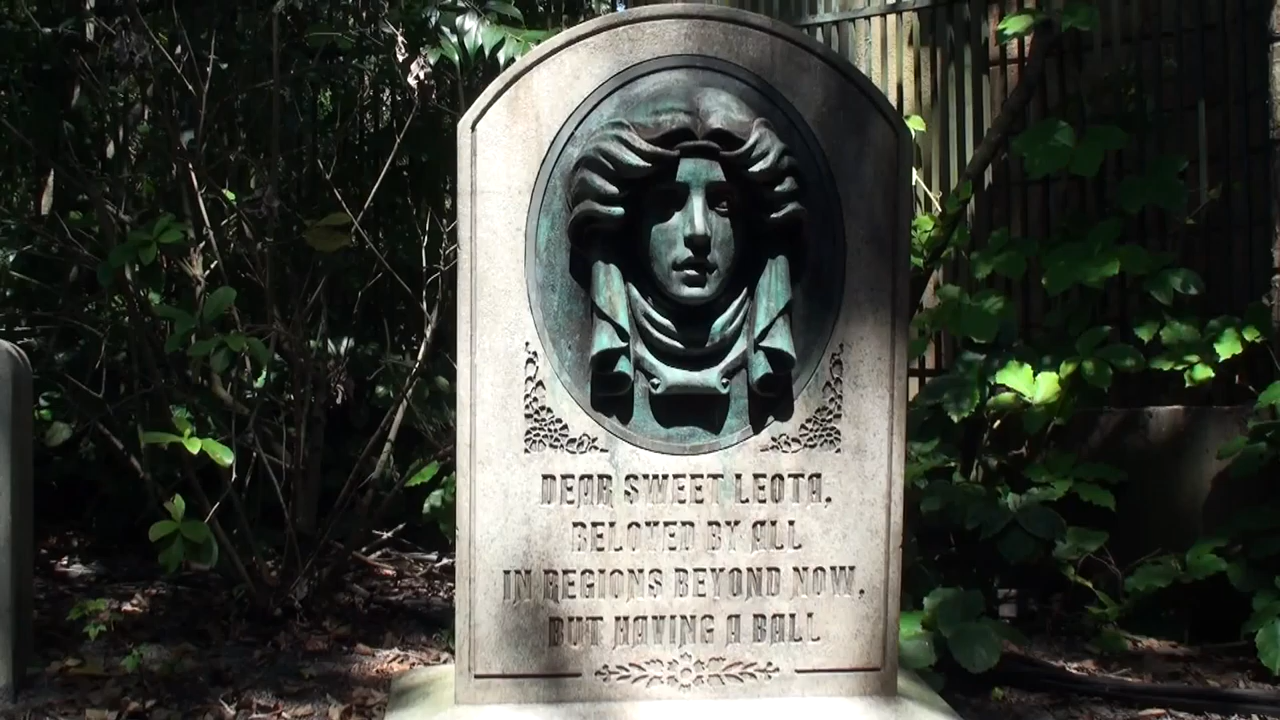 DEAR SWEET LEOTA,
BELOVED BY ALL
IN REGIONS BEYOND NOW,
BUT HAVING A BALL